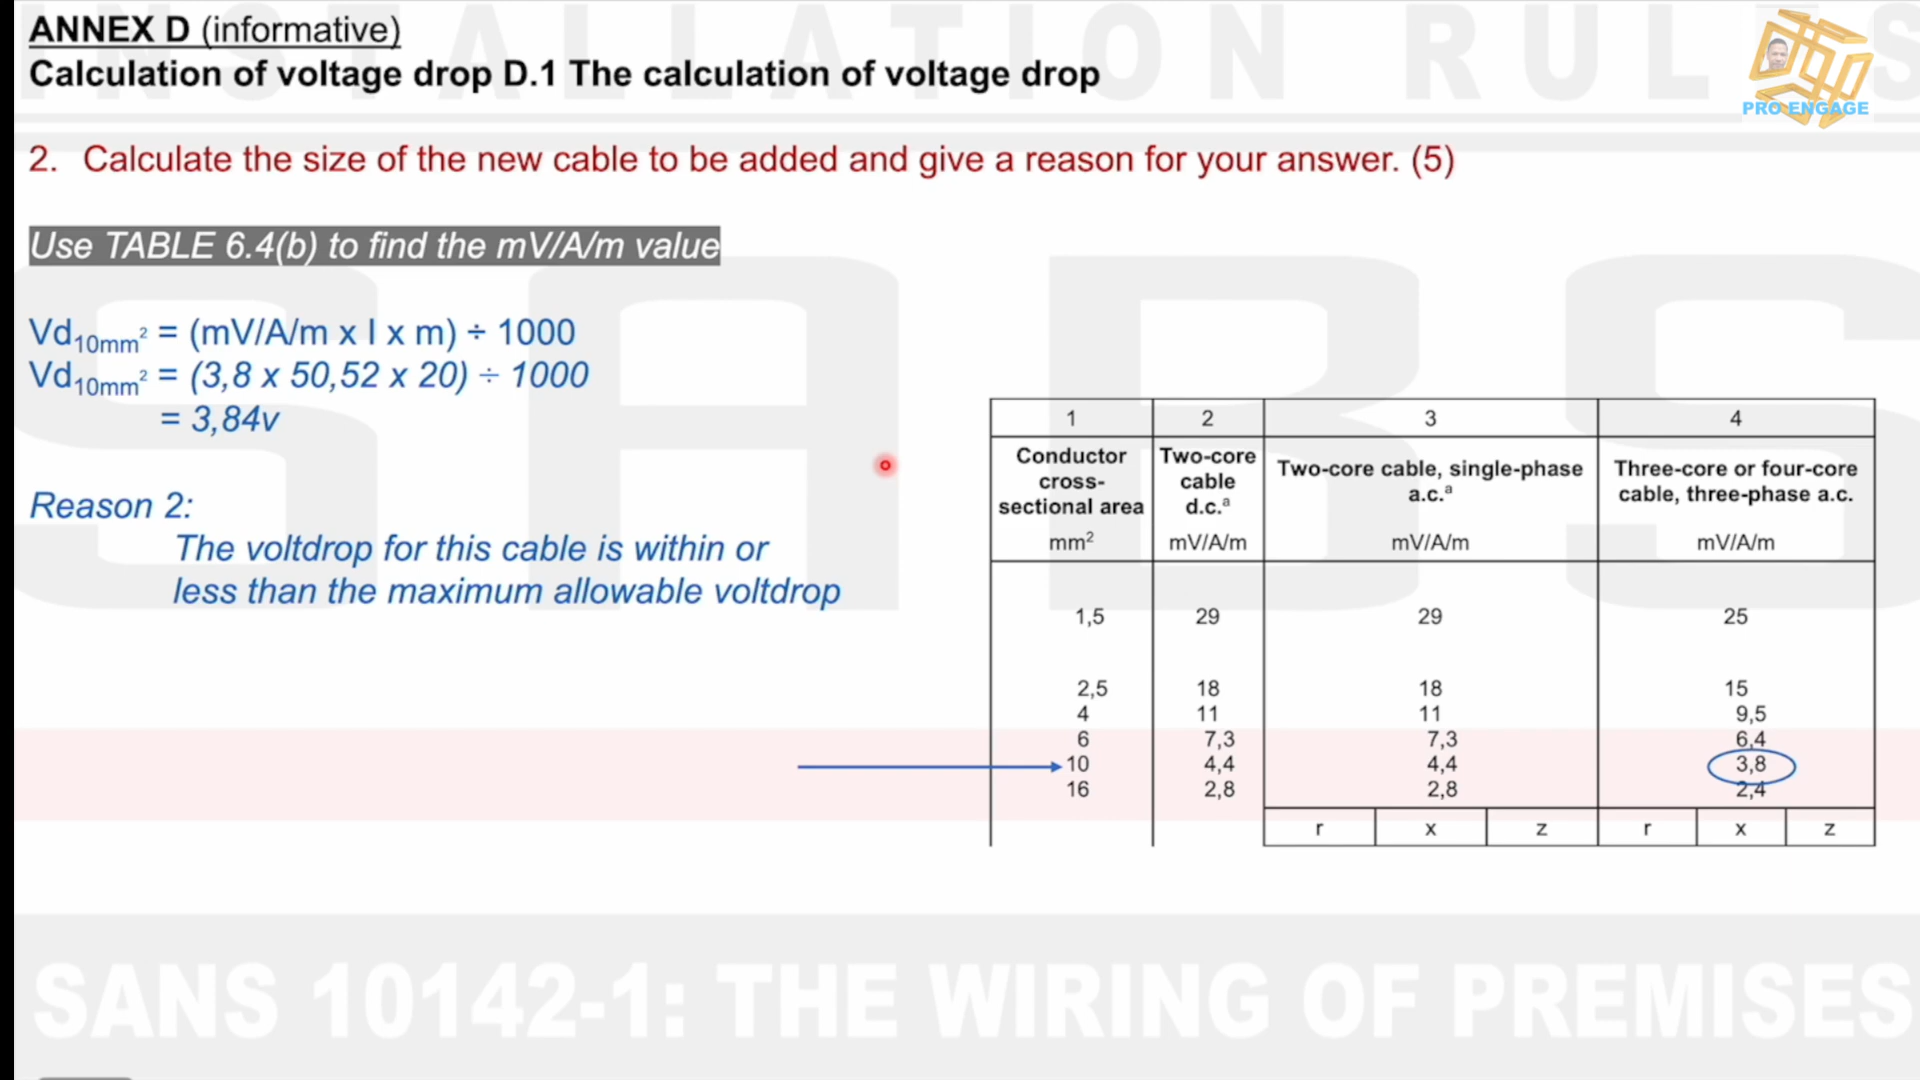 INSTALLATION RULES
ANNEX D (informative)
Calculation of voltage drop D.1 The calculation of voltage drop
PRO ENGAGE
2. Calculate the size of the new cable to be added and give a reason for your answer. (5)
Use TABLE 6.4(b) to find the mV/A/m value
SABS
Vd10mm² = (mV/A/m x I x m) ÷ 1000
Vd10mm² = (3,8 x 50,52 x 20) ÷ 1000
= 3,84v
Reason 2:
The voltdrop for this cable is within or
less than the maximum allowable voltdrop
1 2 3 4
Conductor cross-sectional area mm² Two-core cable d.c.ᵃ mV/A/m Two-core cable, single-phase a.c.ᵃ mV/A/m Three-core or four-core cable, three-phase a.c. mV/A/m
1,5 29 29 25
2,5 18 18 15
4 11 11 9,5
6 7,3 7,3 6,4
10 4,4 4,4 3,8
16 2,8 2,8 2,4
r x z r x z
SANS 10142-1: THE WIRING OF PREMISES